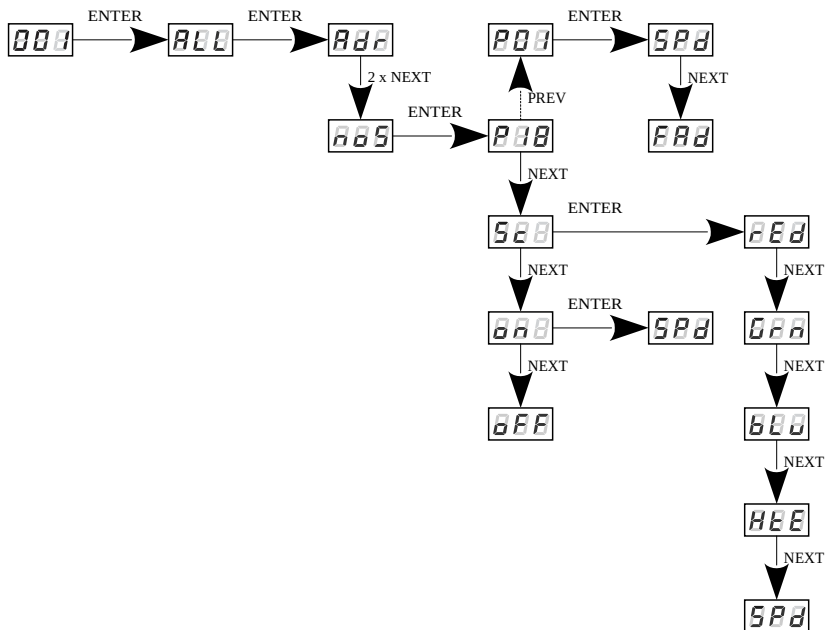 ENTER ENTER ENTER
001 ALL Adr P01 SPd
2 x NEXT NEXT
PREV
ENTER
noS P18 FAd
NEXT
ENTER
Sc rEd
NEXT NEXT
ENTER
on SPd Grn
NEXT NEXT
oFF bLu
NEXT
HtE
NEXT
SPd